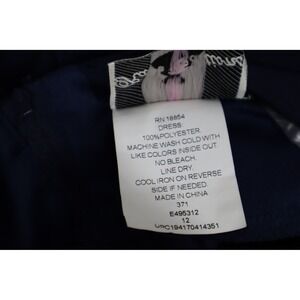 RN 18854
DRESS:
100%POLYESTER.
MACHINE WASH COLD WITH
LIKE COLORS INSIDE OUT.
NO BLEACH.
LINE DRY.
COOL IRON ON REVERSE
SIDE IF NEEDED.
MADE IN CHINA
371
E495312
12
UPC194170414351